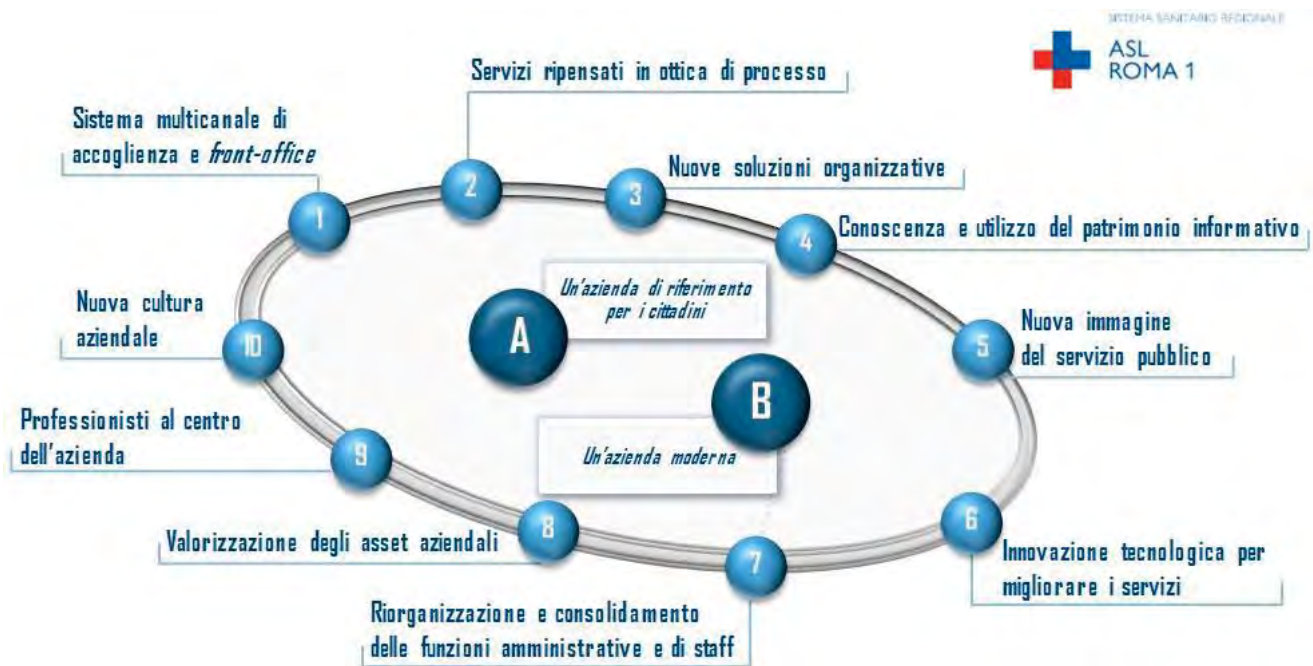 SISTEMA SANITARIO REGIONALE
ASL
ROMA 1
Servizi ripensati in ottica di processo
Sistema multicanale di
accoglienza e front-office
2
3
Nuove soluzioni organizzative
1
4
Conoscenza e utilizzo del patrimonio informativo
Un'azienda di riferimento
per i cittadini
A
Nuova cultura
aziendale
10
5
Nuova immagine
del servizio pubblico
B
Professionisti al centro
dell'azienda
9
Un'azienda moderna
8
Valorizzazione degli asset aziendali
6
Innovazione tecnologica per
migliorare i servizi
7
Riorganizzazione e consolidamento
delle funzioni amministrative e di staff